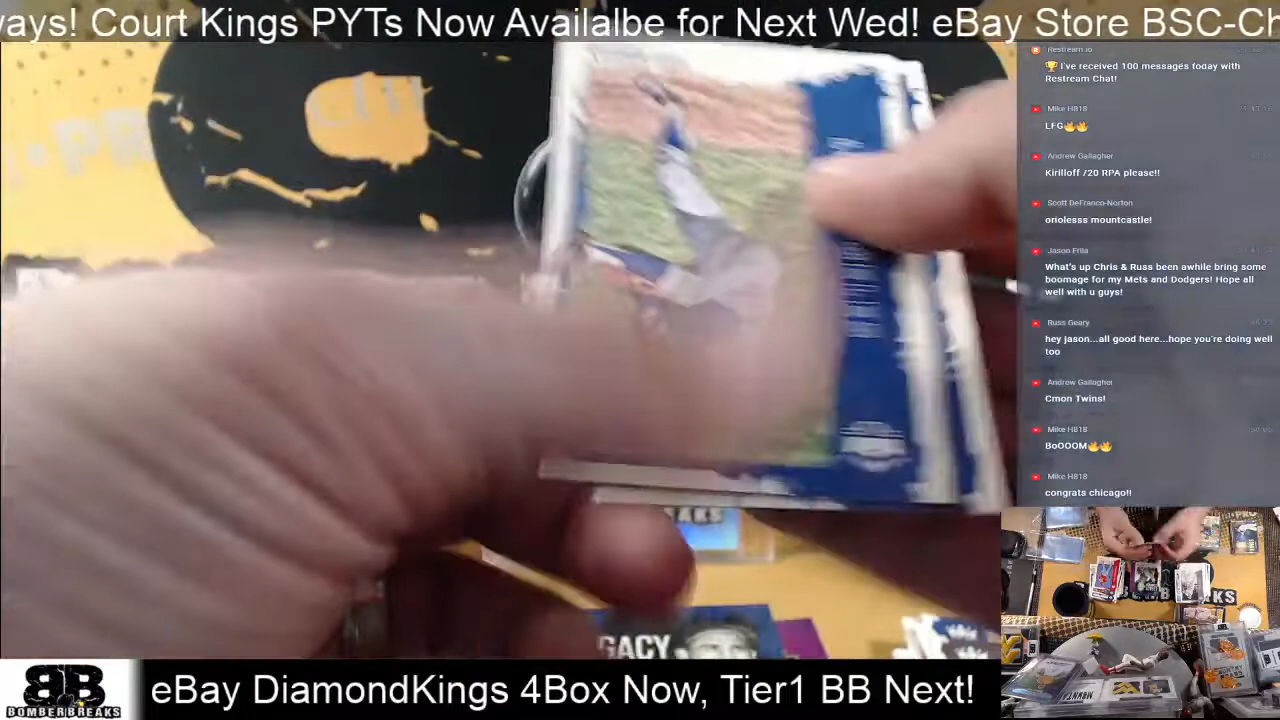 ways! Court Kings PYTs Now Availalbe for Next Wed! eBay Store BSC-Ch
Restream.io
🏆 I've received 100 messages today with
Restream Chat!
Mike H818
LFG🔥🔥
Andrew Gallagher
Kirilloff /20 RPA please!!
Scott DeFranco-Norton
oriolesss mountcastle!
Jason Frila
What's up Chris & Russ been awhile bring some
boomage for my Mets and Dodgers! Hope all
well with u guys!
Russ Geary
hey jason...all good here...hope you're doing well
too
Andrew Gallagher
Cmon Twins!
Mike H818
BoOOOM🔥🔥
Mike H818
congrats chicago!!
GACY
BB
BOMBERBREAKS
eBay DiamondKings 4Box Now, Tier1 BB Next!